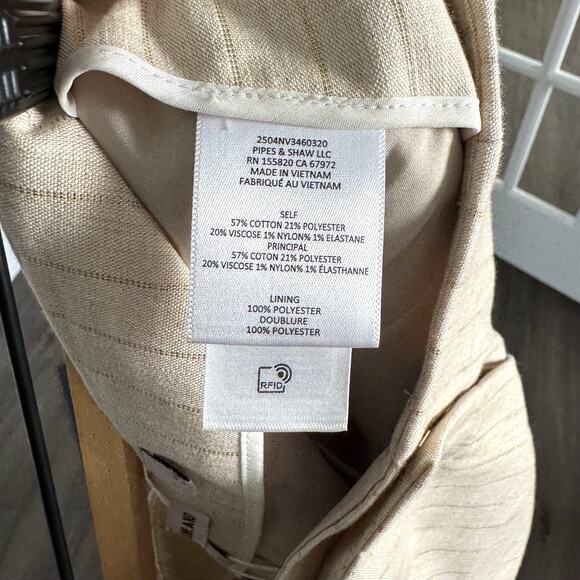 2504NV3460320
PIPES & SHAW LLC
RN 155820 CA 67972
MADE IN VIETNAM
FABRIQUÉ AU VIETNAM
SELF
57% COTTON 21% POLYESTER
20% VISCOSE 1% NYLON% 1% ELASTANE
PRINCIPAL
57% COTTON 21% POLYESTER
20% VISCOSE 1% NYLON% 1% ÉLASTHANNE
LINING
100% POLYESTER
DOUBLURE
100% POLYESTER
RFID